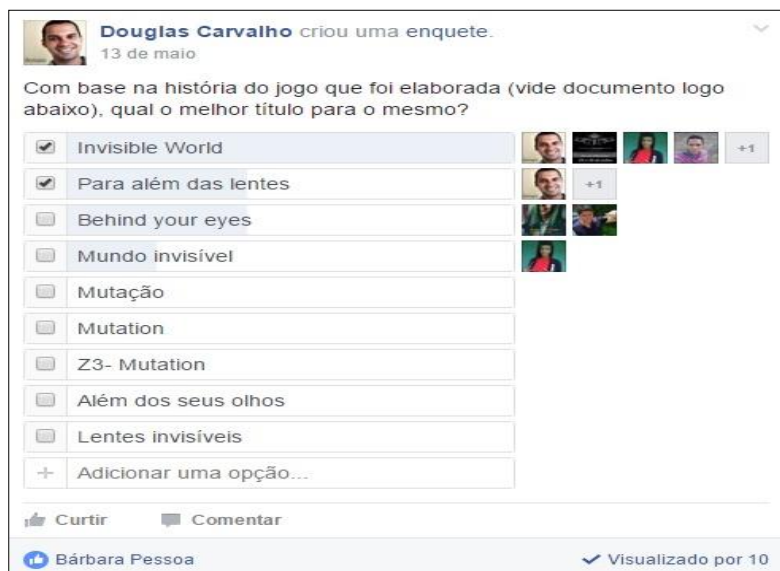 Douglas Carvalho criou uma enquete.
13 de maio
Com base na história do jogo que foi elaborada (vide documento logo
abaixo), qual o melhor título para o mesmo?
Invisible World
+1
Para além das lentes
+1
Behind your eyes
Mundo invisível
Mutação
Mutation
Z3- Mutation
Além dos seus olhos
Lentes invisíveis
+ Adicionar uma opção...
Curtir Comentar
Bárbara Pessoa
Visualizado por 10